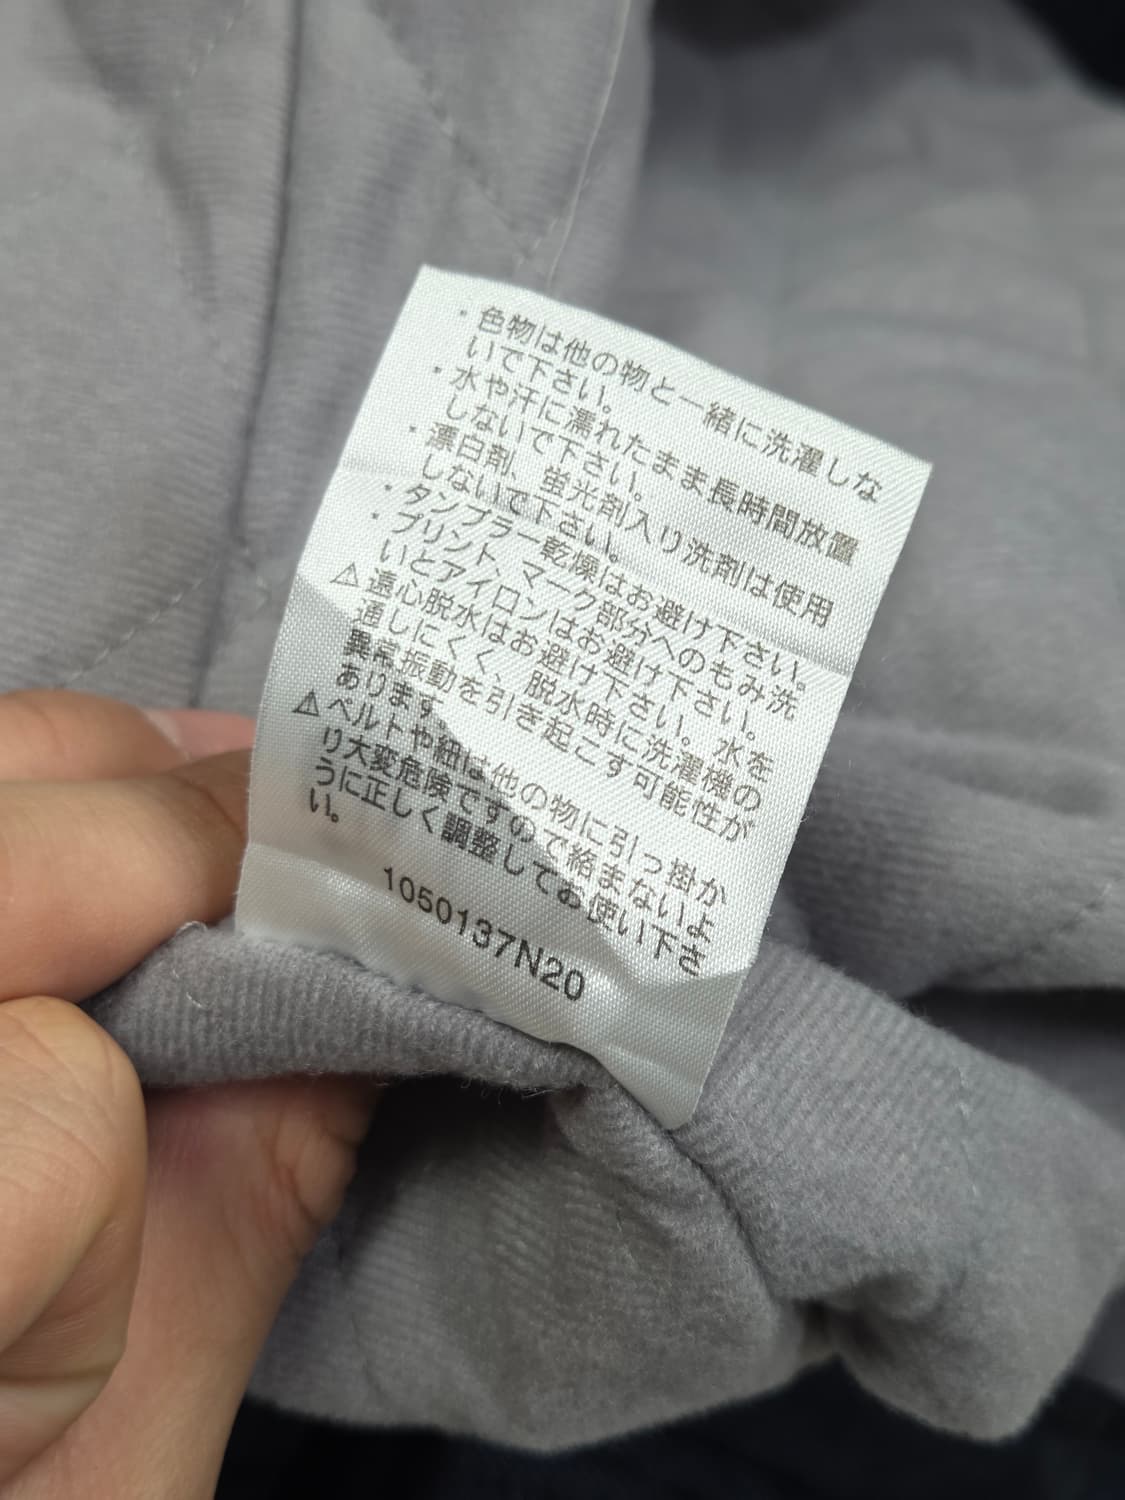 ・色物は他の物と一緒に洗濯しな
いで下さい。
・水や汗に濡れたまま長時間放置
しないで下さい。
・漂白剤、蛍光剤入り洗剤は使用
しないで下さい。
・タンブラー乾燥はお避け下さい。
・プリント、マーク部分へのもみ洗
いとアイロンはお避け下さい。
⚠遠心脱水はお避け下さい。水を
通しにくく、脱水時に洗濯機の
異常振動を引き起こす可能性が
あります。
⚠ベルトや紐は他の物に引っ掛か
り大変危険ですので絡まないよ
うに正しく調整してお使い下さ
い。
1050137N20